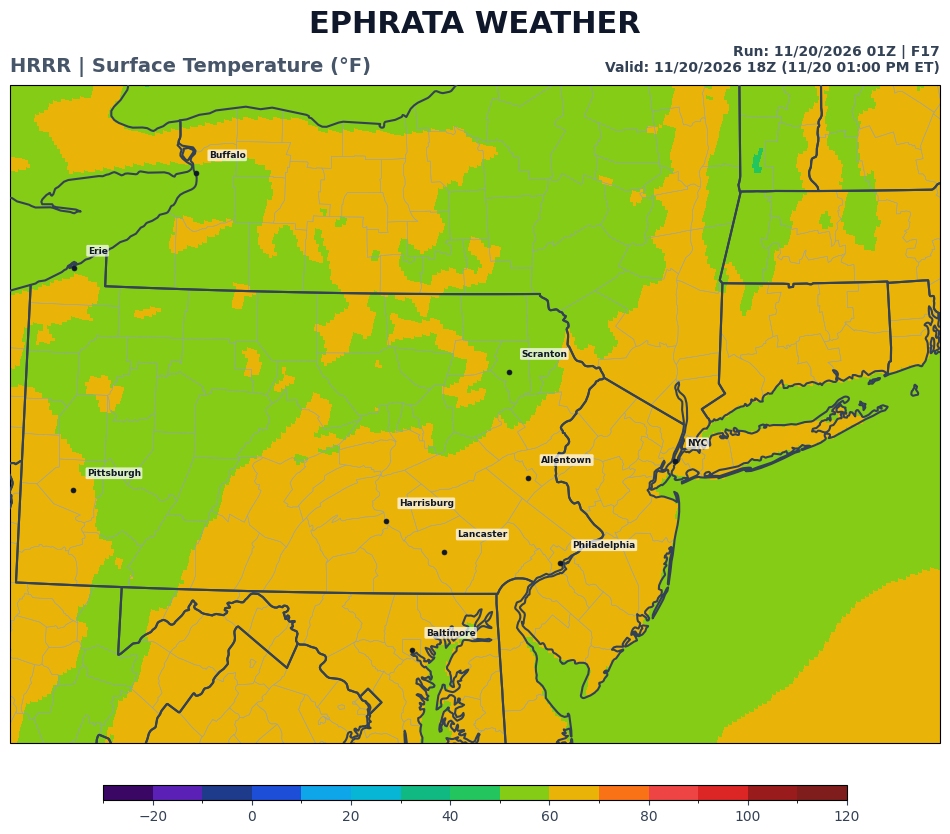 EPHRATA WEATHER
HRRR | Surface Temperature (°F)
Run: 11/20/2026 01Z | F17
Valid: 11/20/2026 18Z (11/20 01:00 PM ET)
Buffalo
Erie
Scranton
NYC
Allentown
Pittsburgh
Harrisburg
Lancaster
Philadelphia
Baltimore
−20 0 20 40 60 80 100 120